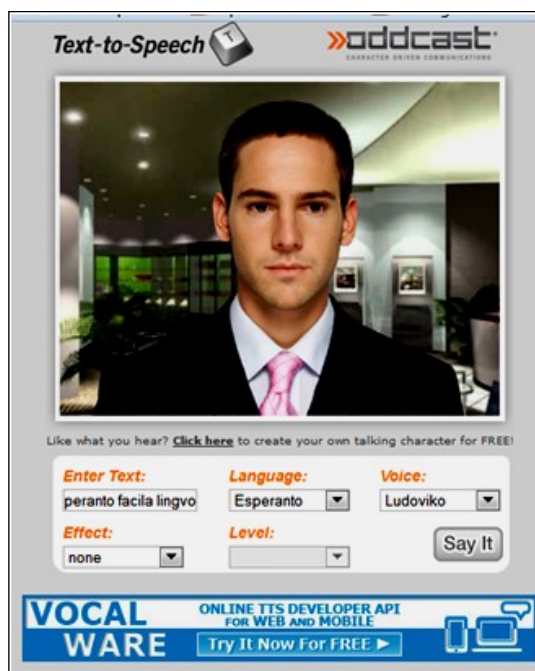 Text-to-Speech T
oddcast
CHARACTER DRIVEN COMMUNICATIONS
Like what you hear? Click here to create your own talking character for FREE!
Enter Text: Language: Voice:
peranto facila lingvo Esperanto Ludoviko
Effect: Level:
none Say It
VOCAL WARE
ONLINE TTS DEVELOPER API
FOR WEB AND MOBILE
Try It Now For FREE